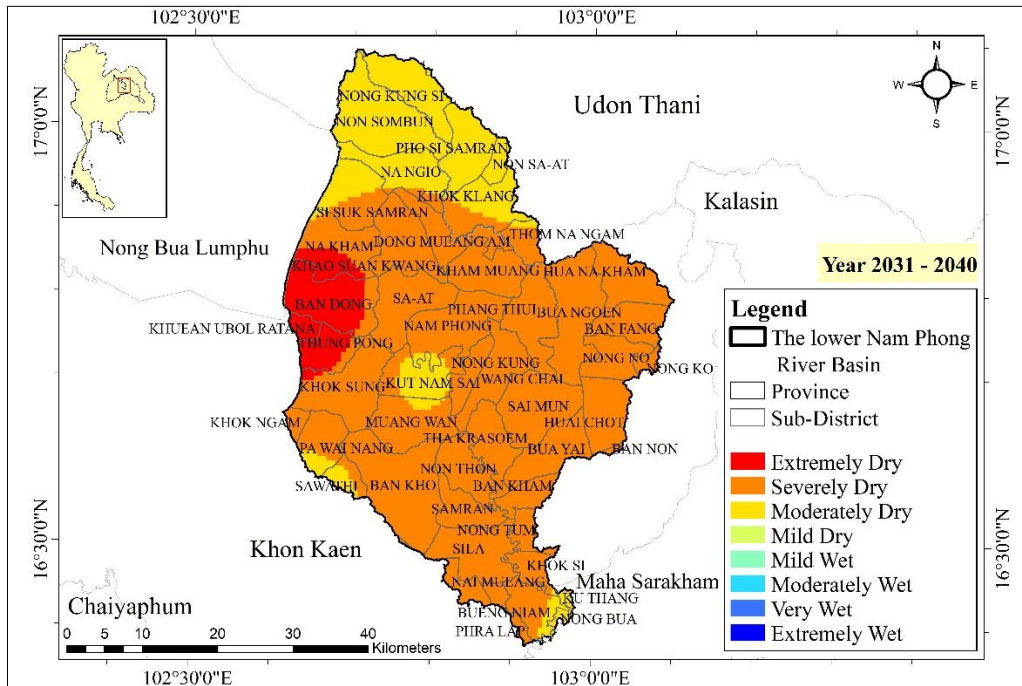 102°30'0"E
103°0'0"E
N
W
E
S
17°0'0"N
17°0'0"N
Udon Thani
NONG KUNG SI
NON SOMBUN
PHO SI SAMRAN
NON SA-AT
NA NGIO
KHOK KLANG
Kalasin
SI SUK SAMRAN
THOM NA NGAM
Nong Bua Lumphu
NA KHAM
DONG MUEANG AM
KHAO SUAN KWANG
KHAM MUANG
HUA NA KHAM
Year 2031 - 2040
BAN DONG
SA-AT
PHANG THUI
BUA NGOEN
KHUEAN UBOL RATANA
NAM PHONG
BAN FANG
THUNG PONG
NONG KUNG
NONG NO
NONG KO
KHOK SUNG
KUT NAM SAI
WANG CHAI
SAI MUN
KHOK NGAM
MUANG WAN
HUAI CHOT
THA KRASOEM
PA WAI NANG
BUA YAI
BAN NON
NON THON
SAWATHI
BAN KHO
BAN KHAM
SAMRAN
NONG TUM
16°30'0"N
16°30'0"N
Khon Kaen
SILA
KHOK SI
NAI MUEANG
Maha Sarakham
KU THANG
Chaiyaphum
BUENG NIAM
NONG BUA
PHRA LAP
0 5 10 20 30 40
Kilometers
Legend
The lower Nam Phong
River Basin
Province
Sub-District
Extremely Dry
Severely Dry
Moderately Dry
Mild Dry
Mild Wet
Moderately Wet
Very Wet
Extremely Wet
102°30'0"E
103°0'0"E